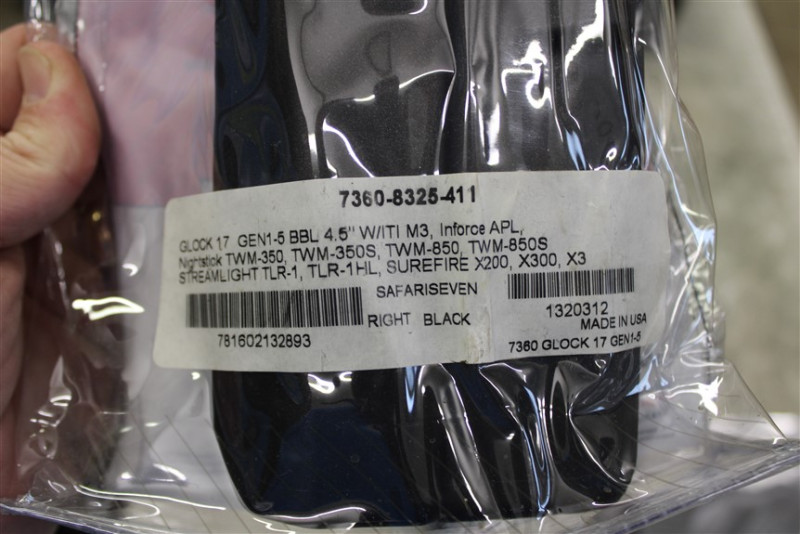 7360-8325-411
GLOCK 17 GEN1-5 BBL 4.5" W/ITI M3, Inforce APL,
Nightstick TWM-350, TWM-350S, TWM-850, TWM-850S
STREAMLIGHT TLR-1, TLR-1HL, SUREFIRE X200, X300, X3
SAFARISEVEN
781602132893
RIGHT BLACK
1320312
MADE IN USA
7360 GLOCK 17 GEN1-5